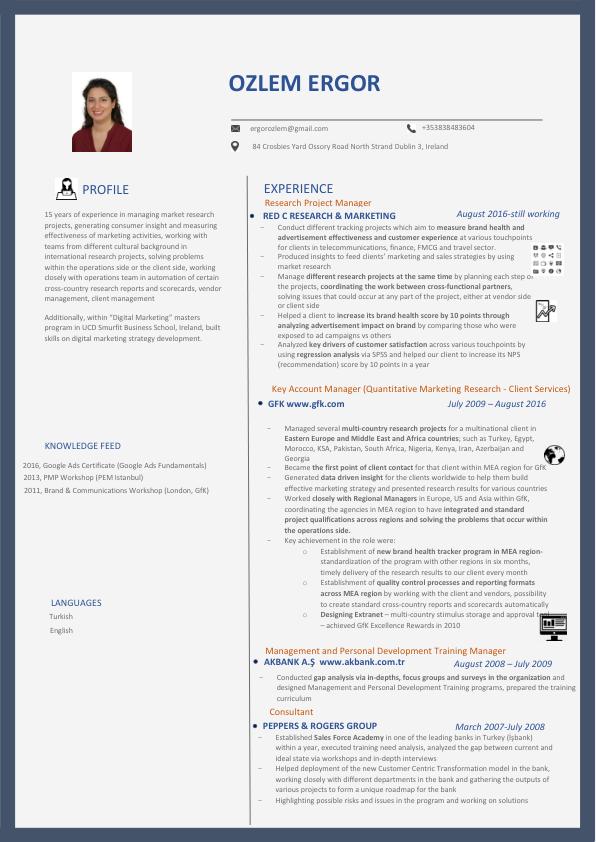 OZLEM ERGOR
ergorozlem@gmail.com
+353838483604
84 Crosbies Yard Ossory Road North Strand Dublin 3, Ireland
PROFILE
15 years of experience in managing market research
projects, generating consumer insight and measuring
effectiveness of marketing activities, working with
teams from different cultural background in
international research projects, solving problems
within the operations side or the client side, working
closely with operations team in automation of certain
cross-country research reports and scorecards, vendor
management, client management
Additionally, within “Digital Marketing” masters
program in UCD Smurfit Business School, Ireland, built
skills on digital marketing strategy development.
KNOWLEDGE FEED
2016, Google Ads Certificate (Google Ads Fundamentals)
2013, PMP Workshop (PEM Istanbul)
2011, Brand & Communications Workshop (London, GfK)
LANGUAGES
Turkish
English
EXPERIENCE
Research Project Manager
• RED C RESEARCH & MARKETING August 2016-still working
− Conduct different tracking projects which aim to measure brand health and
advertisement effectiveness and customer experience at various touchpoints
for clients in telecommunications, finance, FMCG and travel sector.
− Produced insights to feed clients’ marketing and sales strategies by using
market research
− Manage different research projects at the same time by planning each step of
the projects, coordinating the work between cross-functional partners,
solving issues that could occur at any part of the project, either at vendor side
or client side
− Helped a client to increase its brand health score by 10 points through
analyzing advertisement impact on brand by comparing those who were
exposed to ad campaigns vs others
− Analyzed key drivers of customer satisfaction across various touchpoints by
using regression analysis via SPSS and helped our client to increase its NPS
(recommendation) score by 10 points in a year
Key Account Manager (Quantitative Marketing Research - Client Services)
• GFK www.gfk.com July 2009 – August 2016
− Managed several multi-country research projects for a multinational client in
Eastern Europe and Middle East and Africa countries; such as Turkey, Egypt,
Morocco, KSA, Pakistan, South Africa, Nigeria, Kenya, Iran, Azerbaijan and
Georgia
− Became the first point of client contact for that client within MEA region for GfK
− Generated data driven insight for the clients worldwide to help them build
effective marketing strategy and presented research results for various countries
− Worked closely with Regional Managers in Europe, US and Asia within GfK,
coordinating the agencies in MEA region to have integrated and standard
project qualifications across regions and solving the problems that occur within
the operations side.
− Key achievement in the role were:
o Establishment of new brand health tracker program in MEA region-
standardization of the program with other regions in six months,
timely delivery of the research results to our client every month
o Establishment of quality control processes and reporting formats
across MEA region by working with the client and vendors, possibility
to create standard cross-country reports and scorecards automatically
o Designing Extranet – multi-country stimulus storage and approval tool
– achieved GfK Excellence Rewards in 2010
Management and Personal Development Training Manager
• AKBANK A.Ş www.akbank.com.tr August 2008 – July 2009
− Conducted gap analysis via in-depths, focus groups and surveys in the organization and
designed Management and Personal Development Training programs, prepared the training
curriculum
Consultant
• PEPPERS & ROGERS GROUP March 2007-July 2008
− Established Sales Force Academy in one of the leading banks in Turkey (Işbank)
within a year, executed training need analysis, analyzed the gap between current and
ideal state via workshops and in-depth interviews
− Helped deployment of the new Customer Centric Transformation model in the bank,
working closely with different departments in the bank and gathering the outputs of
various projects to form a unique roadmap for the bank
− Highlighting possible risks and issues in the program and working on solutions